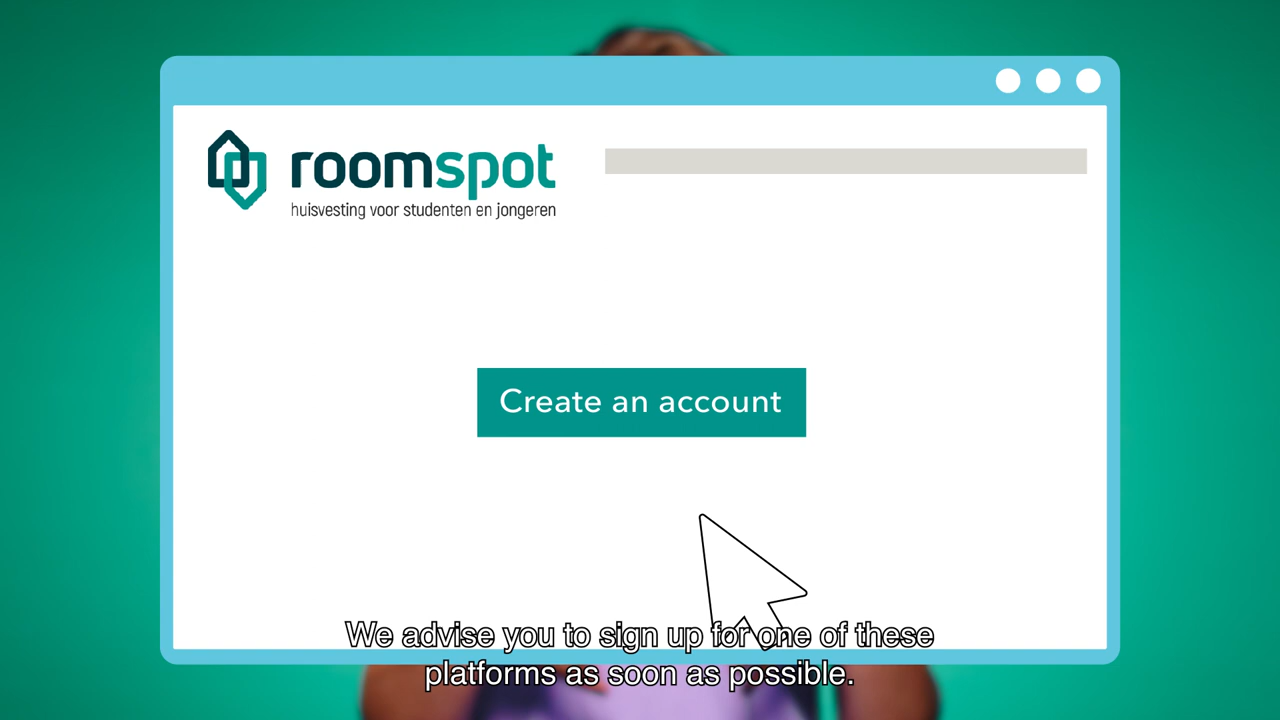 roomspot
huisvesting voor studenten en jongeren
Create an account
We advise you to sign up for one of these
platforms as soon as possible.